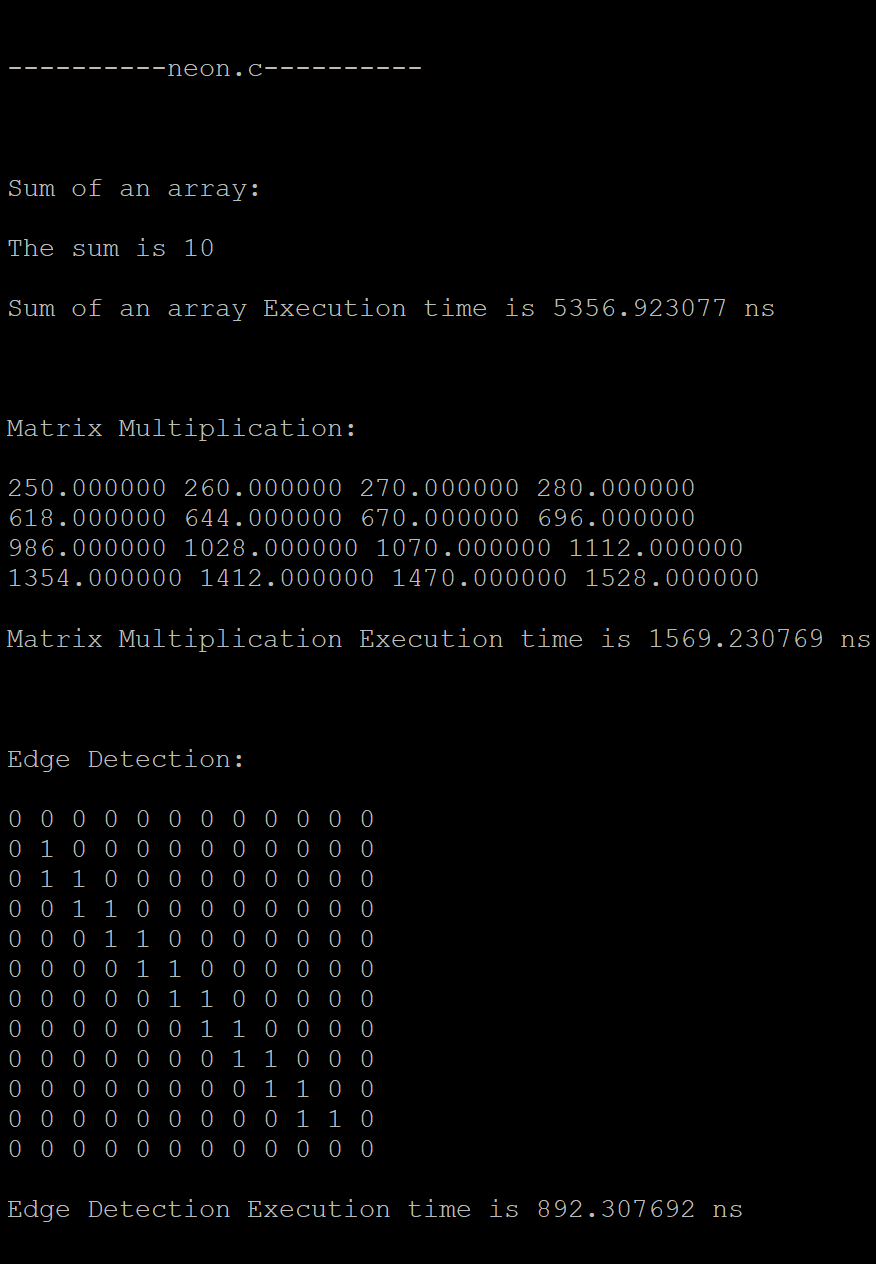 ----------neon.c----------
Sum of an array:
The sum is 10
Sum of an array Execution time is 5356.923077 ns
Matrix Multiplication:
250.000000 260.000000 270.000000 280.000000
618.000000 644.000000 670.000000 696.000000
986.000000 1028.000000 1070.000000 1112.000000
1354.000000 1412.000000 1470.000000 1528.000000
Matrix Multiplication Execution time is 1569.230769 ns
Edge Detection:
0 0 0 0 0 0 0 0 0 0 0 0
0 1 0 0 0 0 0 0 0 0 0 0
0 1 1 0 0 0 0 0 0 0 0 0
0 0 1 1 0 0 0 0 0 0 0 0
0 0 0 1 1 0 0 0 0 0 0 0
0 0 0 0 1 1 0 0 0 0 0 0
0 0 0 0 0 1 1 0 0 0 0 0
0 0 0 0 0 0 1 1 0 0 0 0
0 0 0 0 0 0 0 1 1 0 0 0
0 0 0 0 0 0 0 0 1 1 0 0
0 0 0 0 0 0 0 0 0 1 1 0
0 0 0 0 0 0 0 0 0 0 0 0
Edge Detection Execution time is 892.307692 ns